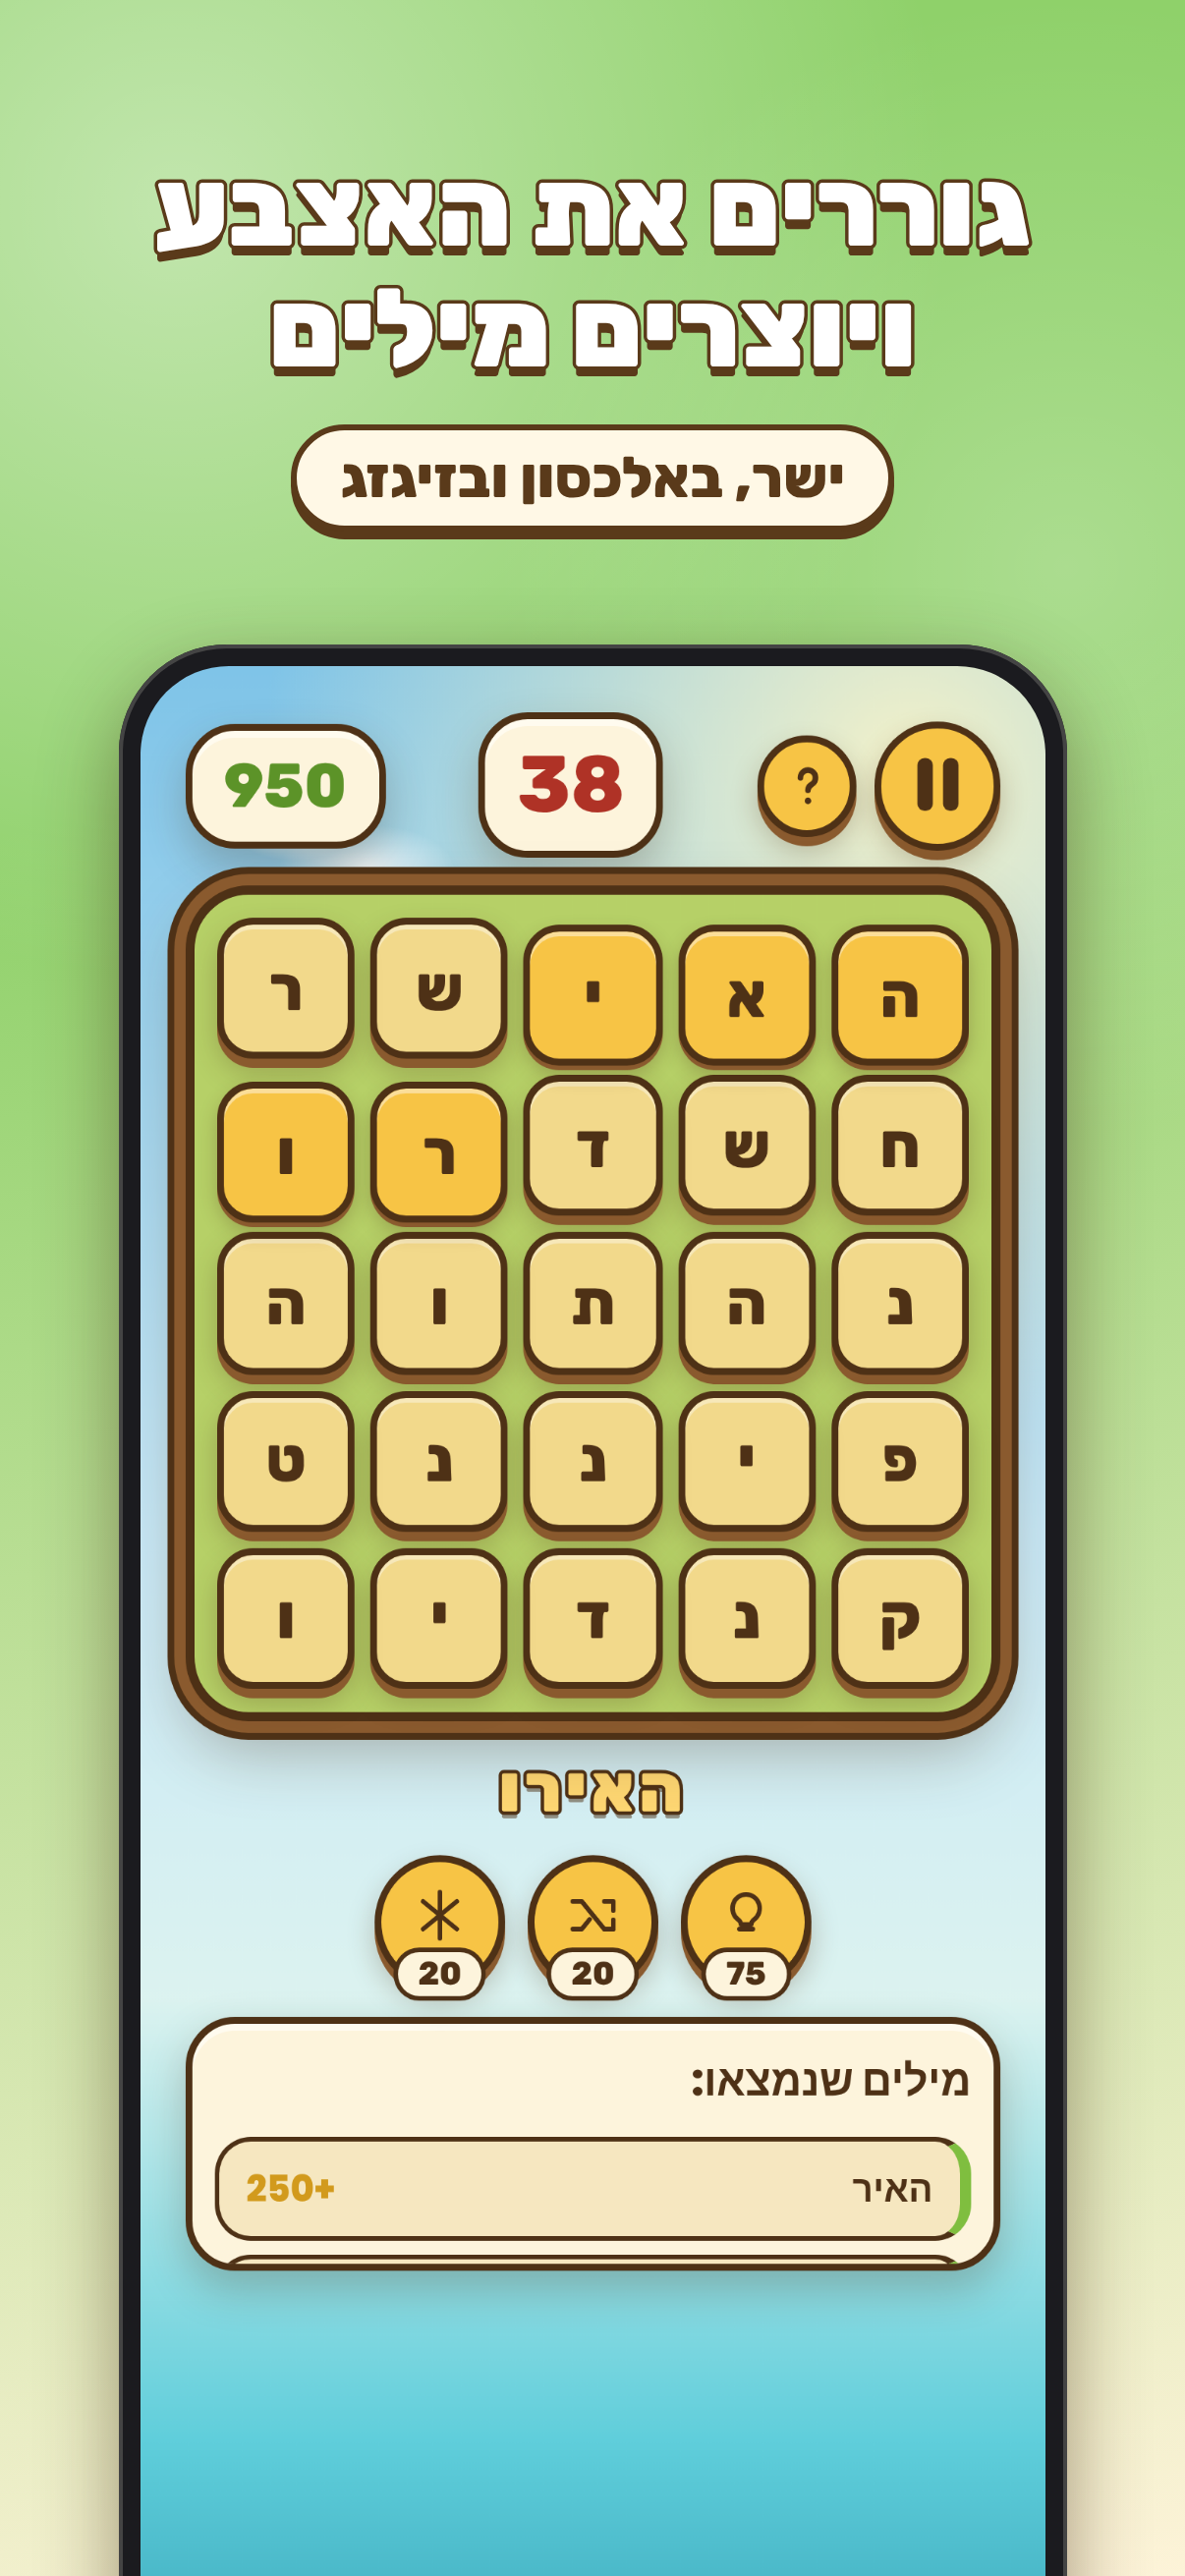 גוררים את האצבע
ויוצרים מילים
ישר, באלכסון ובזיגזג
? 38 950
ה א י ש ר
ח ש ד ר ו
נ ה ת ו ה
פ י נ נ ט
ק נ ד י ו
האירו
75 20 20
מילים שנמצאו:
האיר +250